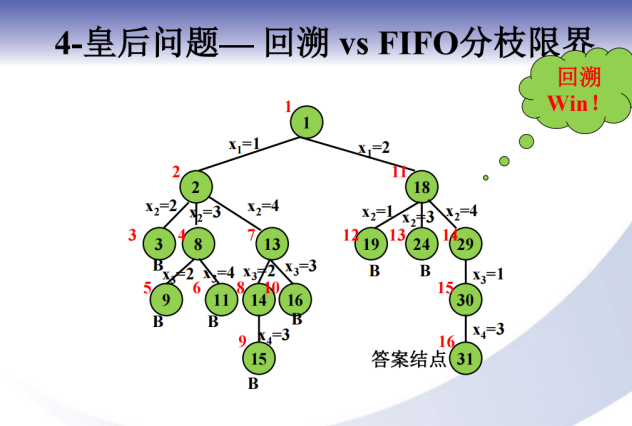 4-皇后问题— 回溯 vs FIFO分枝限界
回溯
Win！
1
1
x₁=1
x₁=2
2
2
11
18
x₂=2
x₂=3
x₂=4
x₂=1
x₂=3
x₂=4
3
3
4
8
7
13
12
19
13
24
14
29
B
B
B
x₃=2
x₃=4
x₃=2
x₃=3
x₃=1
5
9
6
11
8
14
10
16
15
30
B
B
B
x₄=3
x₄=3
9
15
16
答案结点
31
B